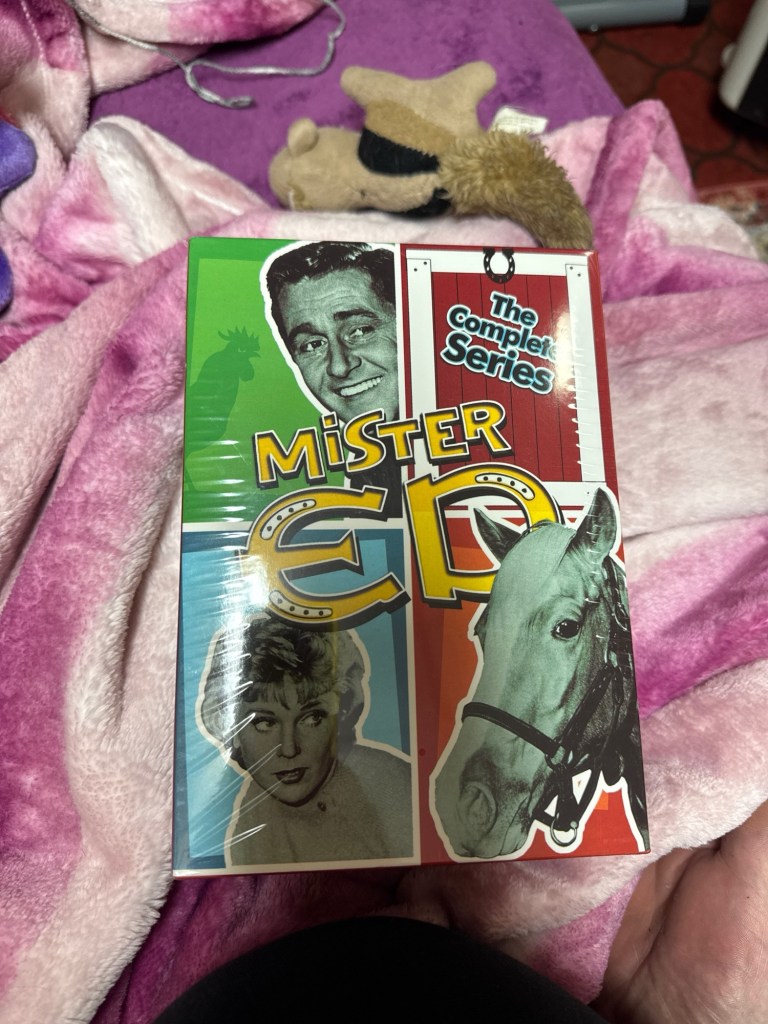 The
Complete
Series
MiSTER
ED